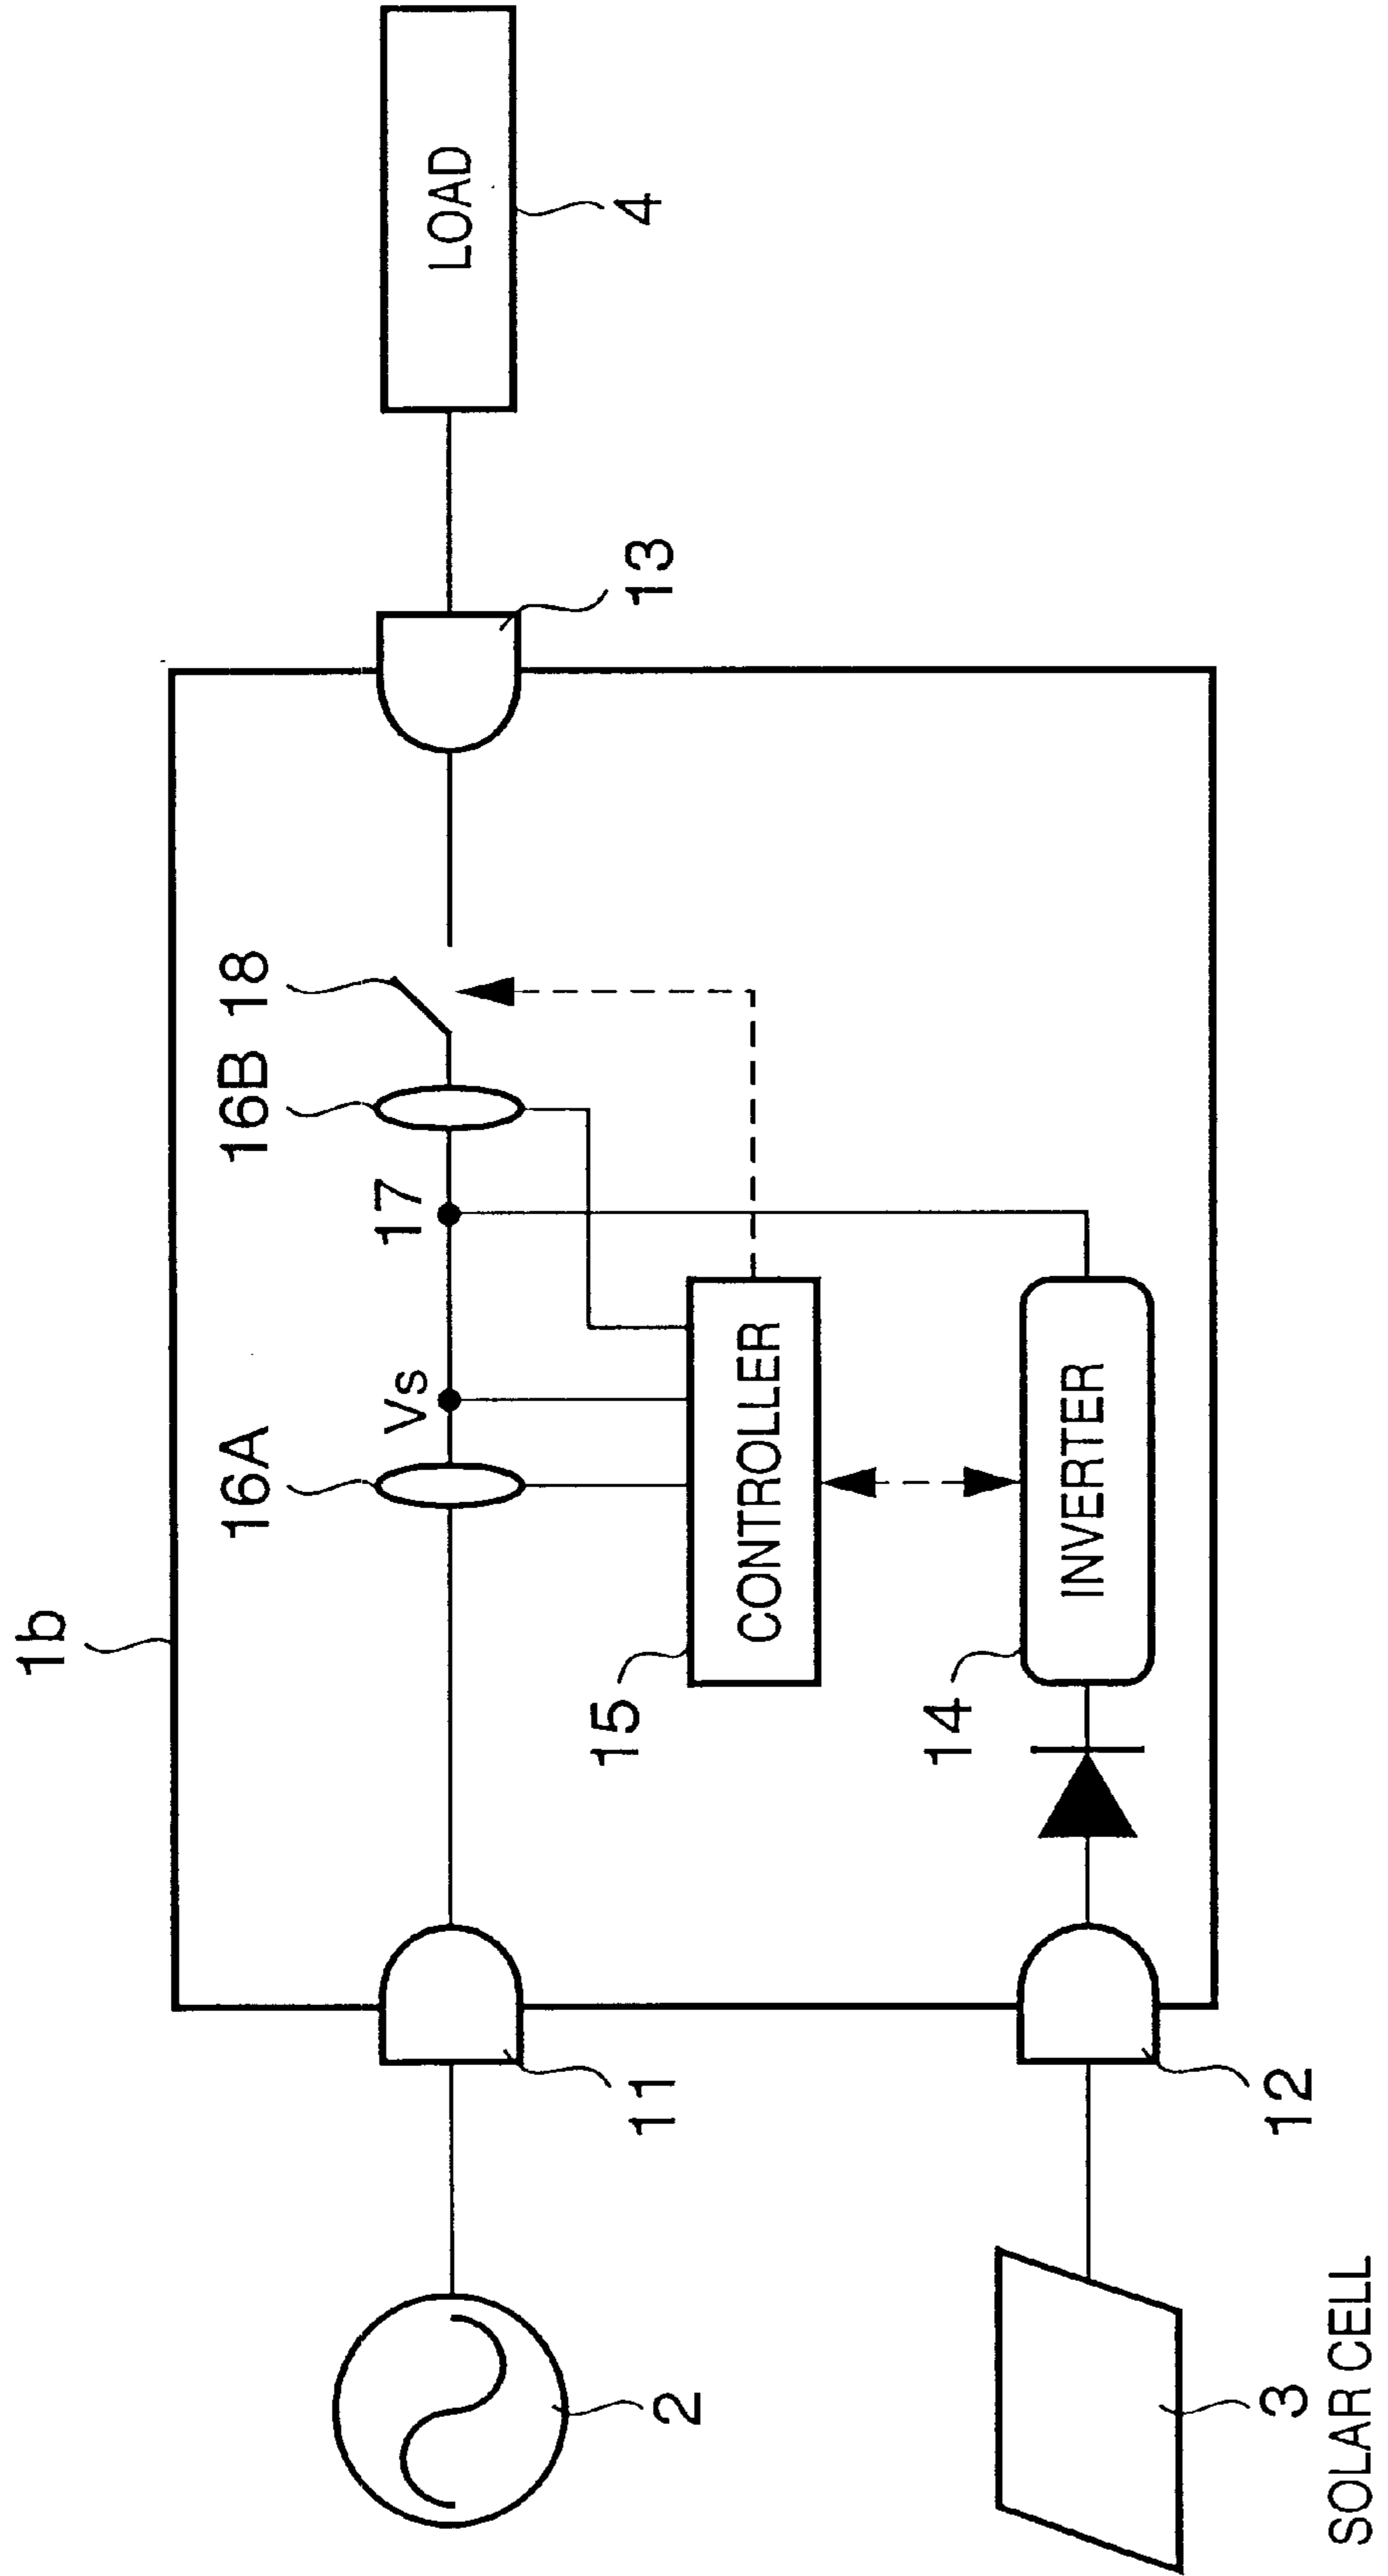 1b
16A
Vs
17
16B
18
13
LOAD
4
15
CONTROLLER
14
INVERTER
11
12
2
3
SOLAR CELL